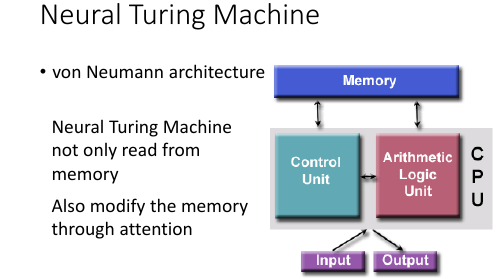 Neural Turing Machine
• von Neumann architecture
Neural Turing Machine
not only read from
memory
Also modify the memory
through attention
Memory
Control
Unit
Arithmetic
Logic
Unit
C
P
U
Input
Output